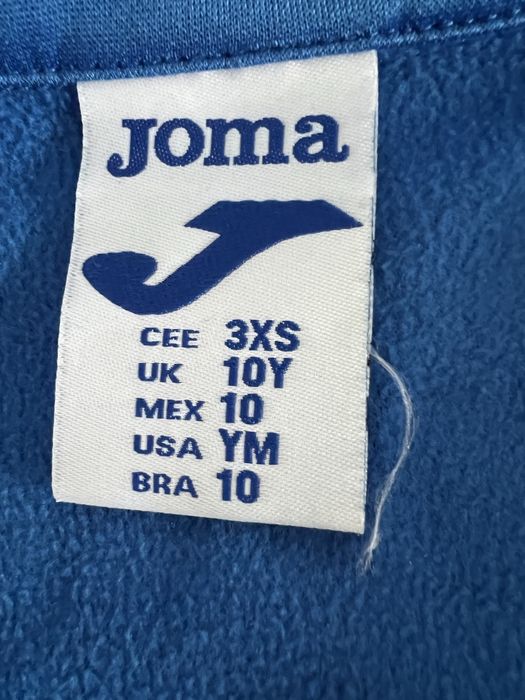 Joma
CEE 3XS
UK 10Y
MEX 10
USA YM
BRA 10